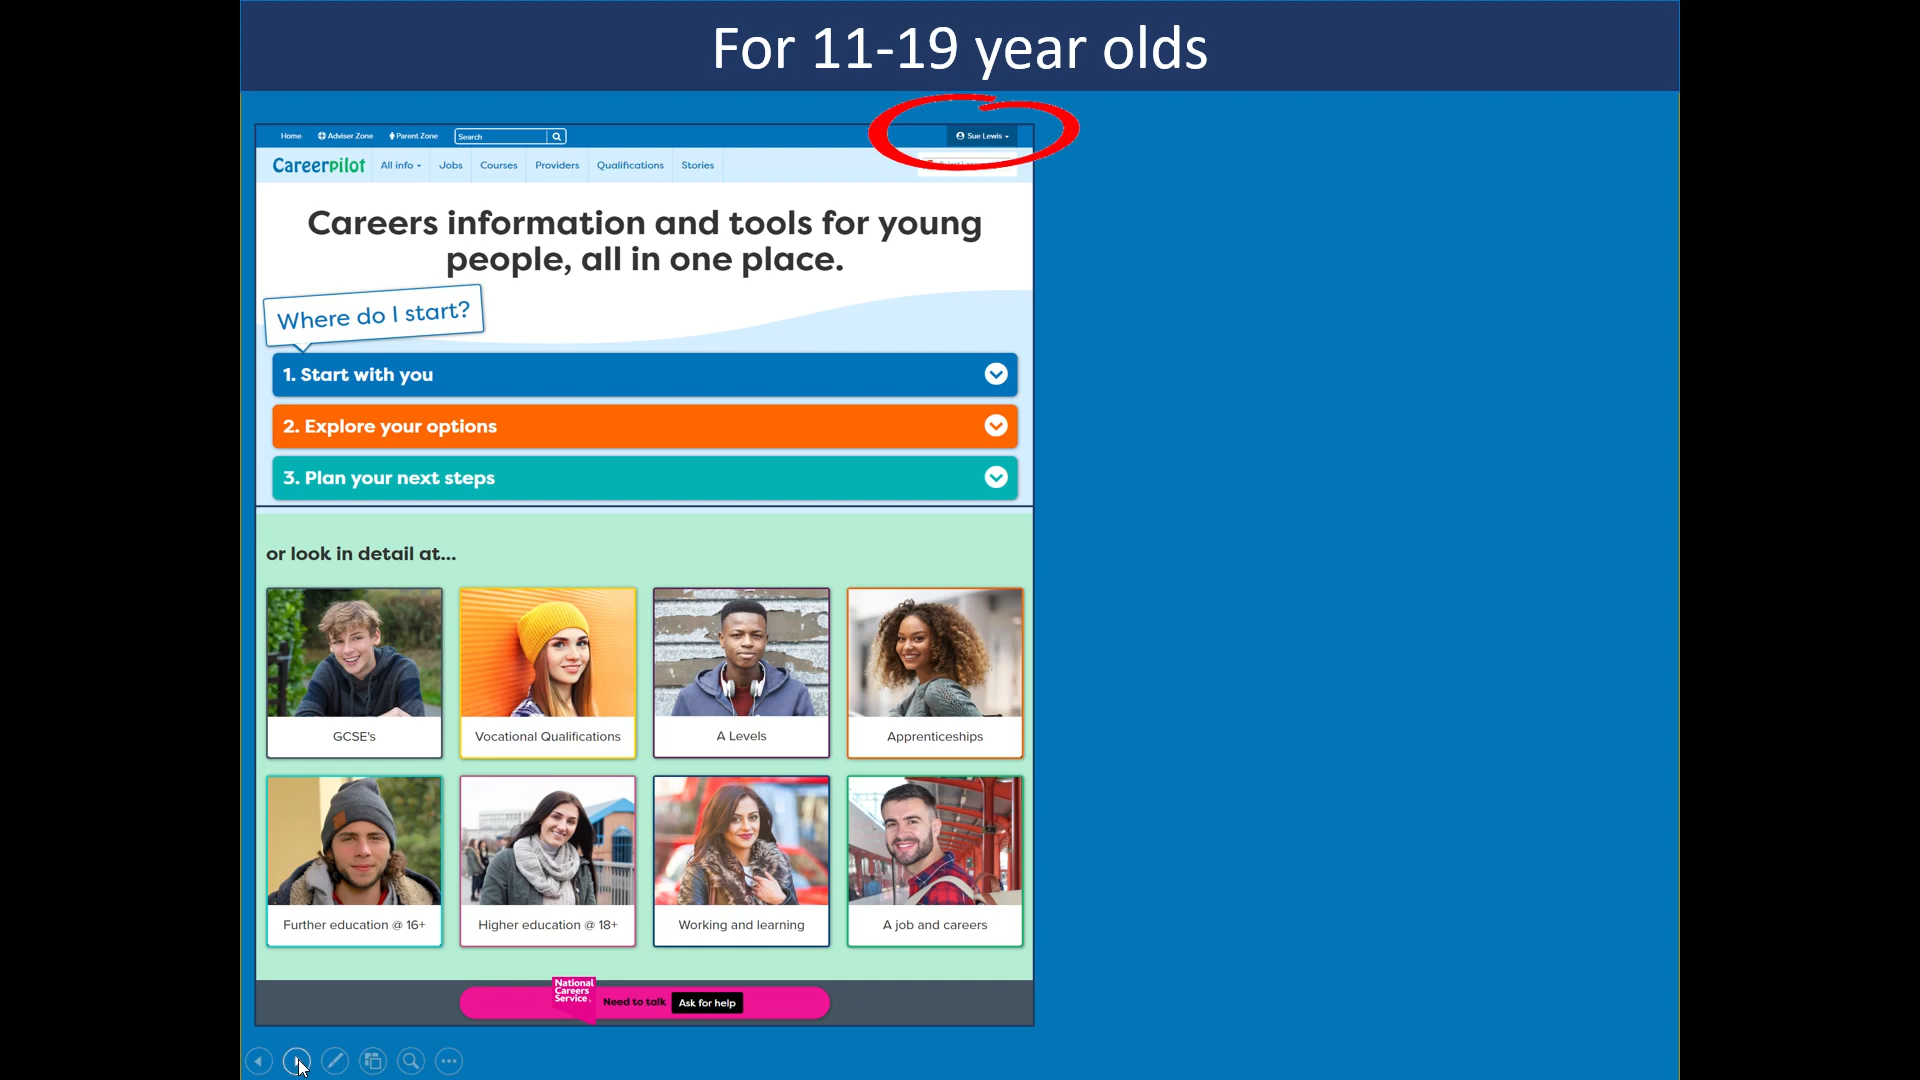 For 11-19 year olds
Home Adviser Zone Parent Zone Search Sue Lewis
Careerpilot All info Jobs Courses Providers Qualifications Stories
Careers information and tools for young
people, all in one place.
Where do I start?
1. Start with you
2. Explore your options
3. Plan your next steps
or look in detail at...
GCSE's Vocational Qualifications A Levels Apprenticeships
Further education @ 16+ Higher education @ 18+ Working and learning A job and careers
National
Careers
Service.
Need to talk Ask for help